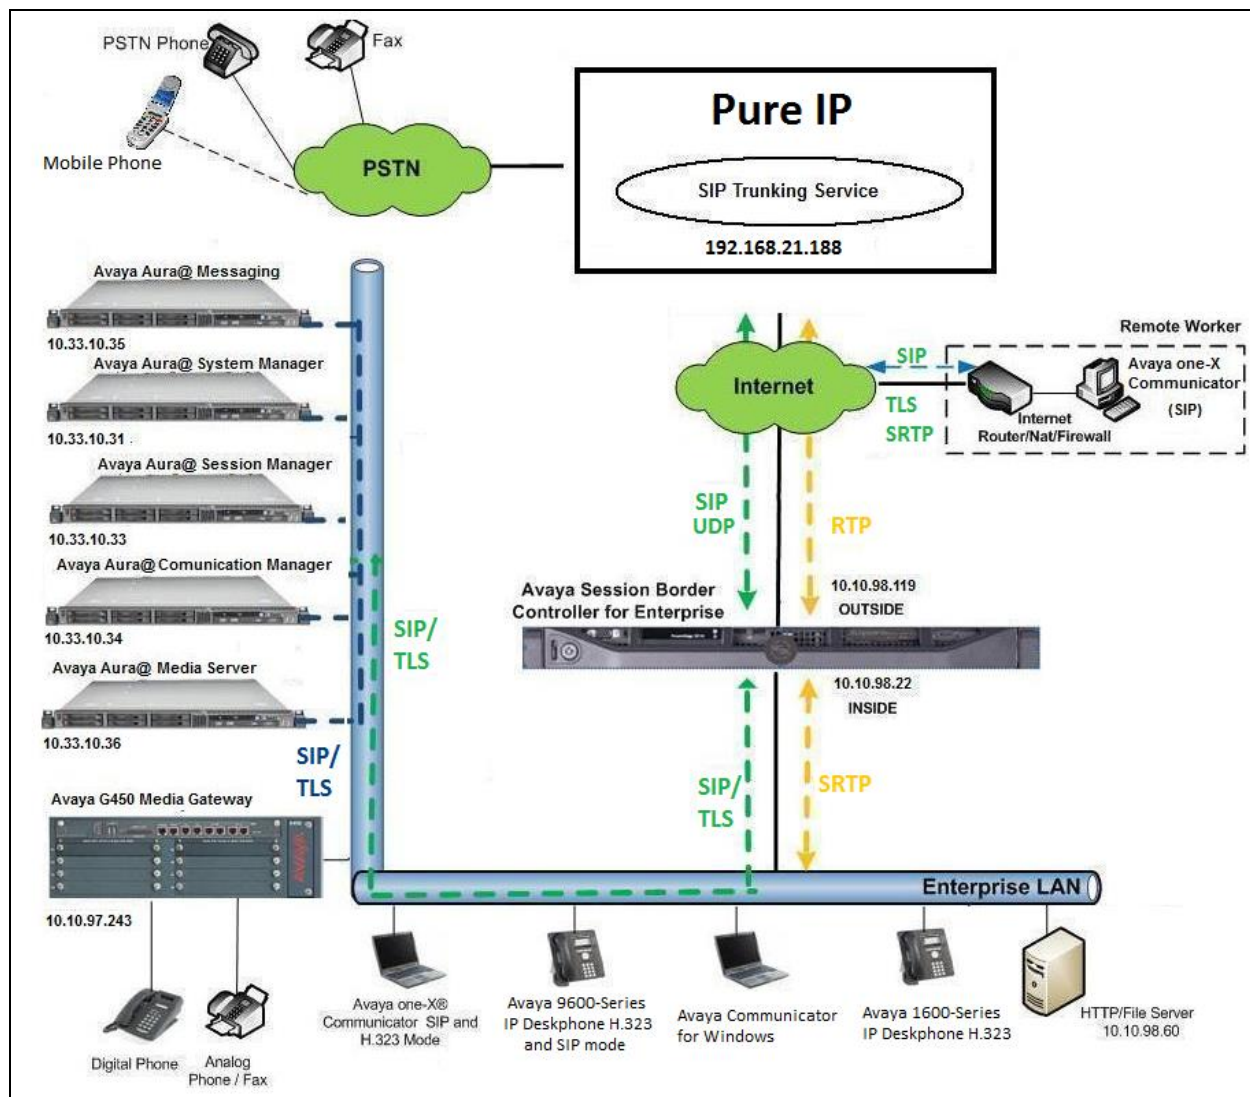 PSTN Phone
Fax
Mobile Phone
PSTN
Pure IP
SIP Trunking Service
192.168.21.188
Avaya Aura@ Messaging
10.33.10.35
Avaya Aura@ System Manager
10.33.10.31 .
Avaya Aura@ Session Manager
10.33.10.33
Avaya Aura@ Comunication Manager
10.33.10.34
Avaya Aura@ Media Server
10.33.10.36
SIP/
TLS
SIP/
TLS
Avaya G450 Media Gateway
AVAYA
10.10.97.243
Digital Phone
Analog
Phone / Fax
Internet
SIP
TLS
SRTP
Remote Worker
Avaya one-X
Communicator
(SIP)
Internet
Router/Nat/Firewall
SIP
UDP
RTP
Avaya Session Border
Controller for Enterprise
10.10.98.119
OUTSIDE
10.10.98.22
INSIDE
SIP/
TLS
SRTP
Enterprise LAN
Avaya one-X®
Communicator SIP and
H.323 Mode
Avaya 9600-Series
IP Deskphone H.323
and SIP mode
Avaya Communicator
for Windows
Avaya 1600-Series
IP Deskphone H.323
HTTP/File Server
10.10.98.60